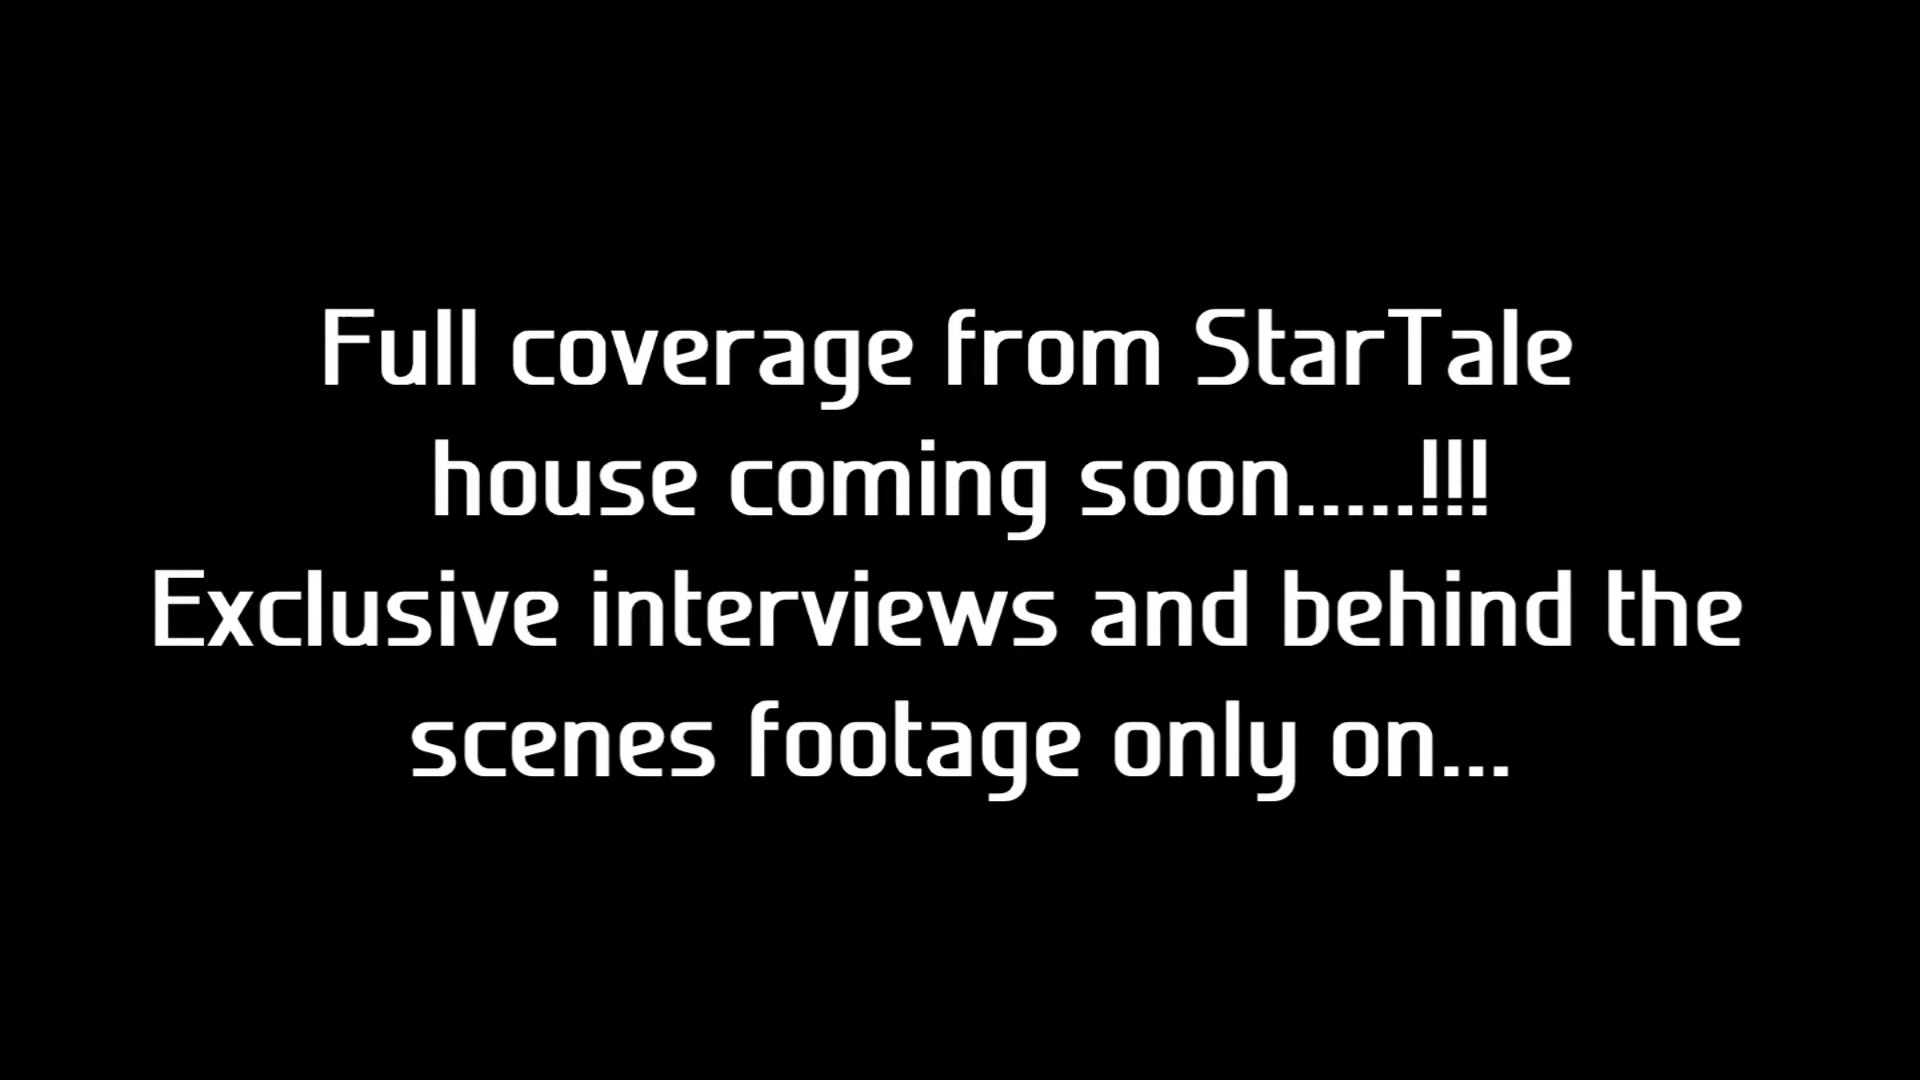 Full coverage from StarTale
house coming soon.....!!!
Exclusive interviews and behind the
scenes footage only on...